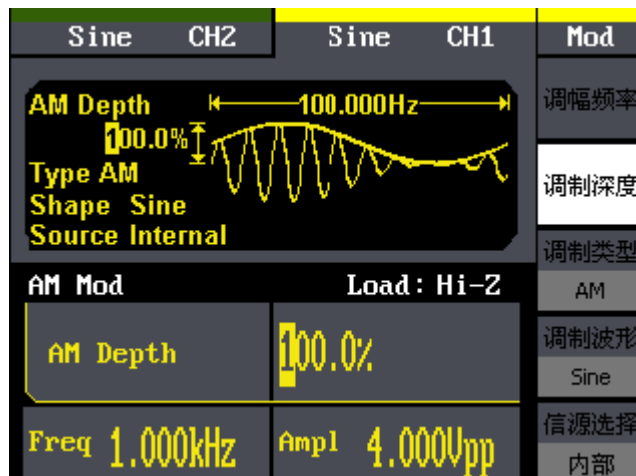 Sine CH2 Sine CH1 Mod
AM Depth 100.000Hz
100.0%
Type AM
Shape Sine
Source Internal
AM Mod Load: Hi-Z
AM Depth 100.0%
Freq 1.000kHz Ampl 4.000Vpp
调幅频率
调制深度
调制类型
AM
调制波形
Sine
信源选择
内部